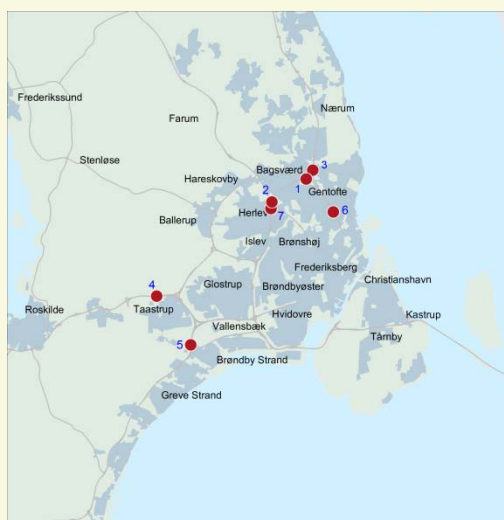 Frederikssund
Nærum
Farum
Stenløse
3
Bagsværd
Hareskovby
1
Gentofte
2
Herlev
7
6
Ballerup
Islev
Brønshøj
Frederiksberg
Christianshavn
4
Glostrup
Brøndbyøster
Roskilde
Taastrup
Hvidovre
Kastrup
Vallensbæk
Tårnby
5
Brøndby Strand
Greve Strand